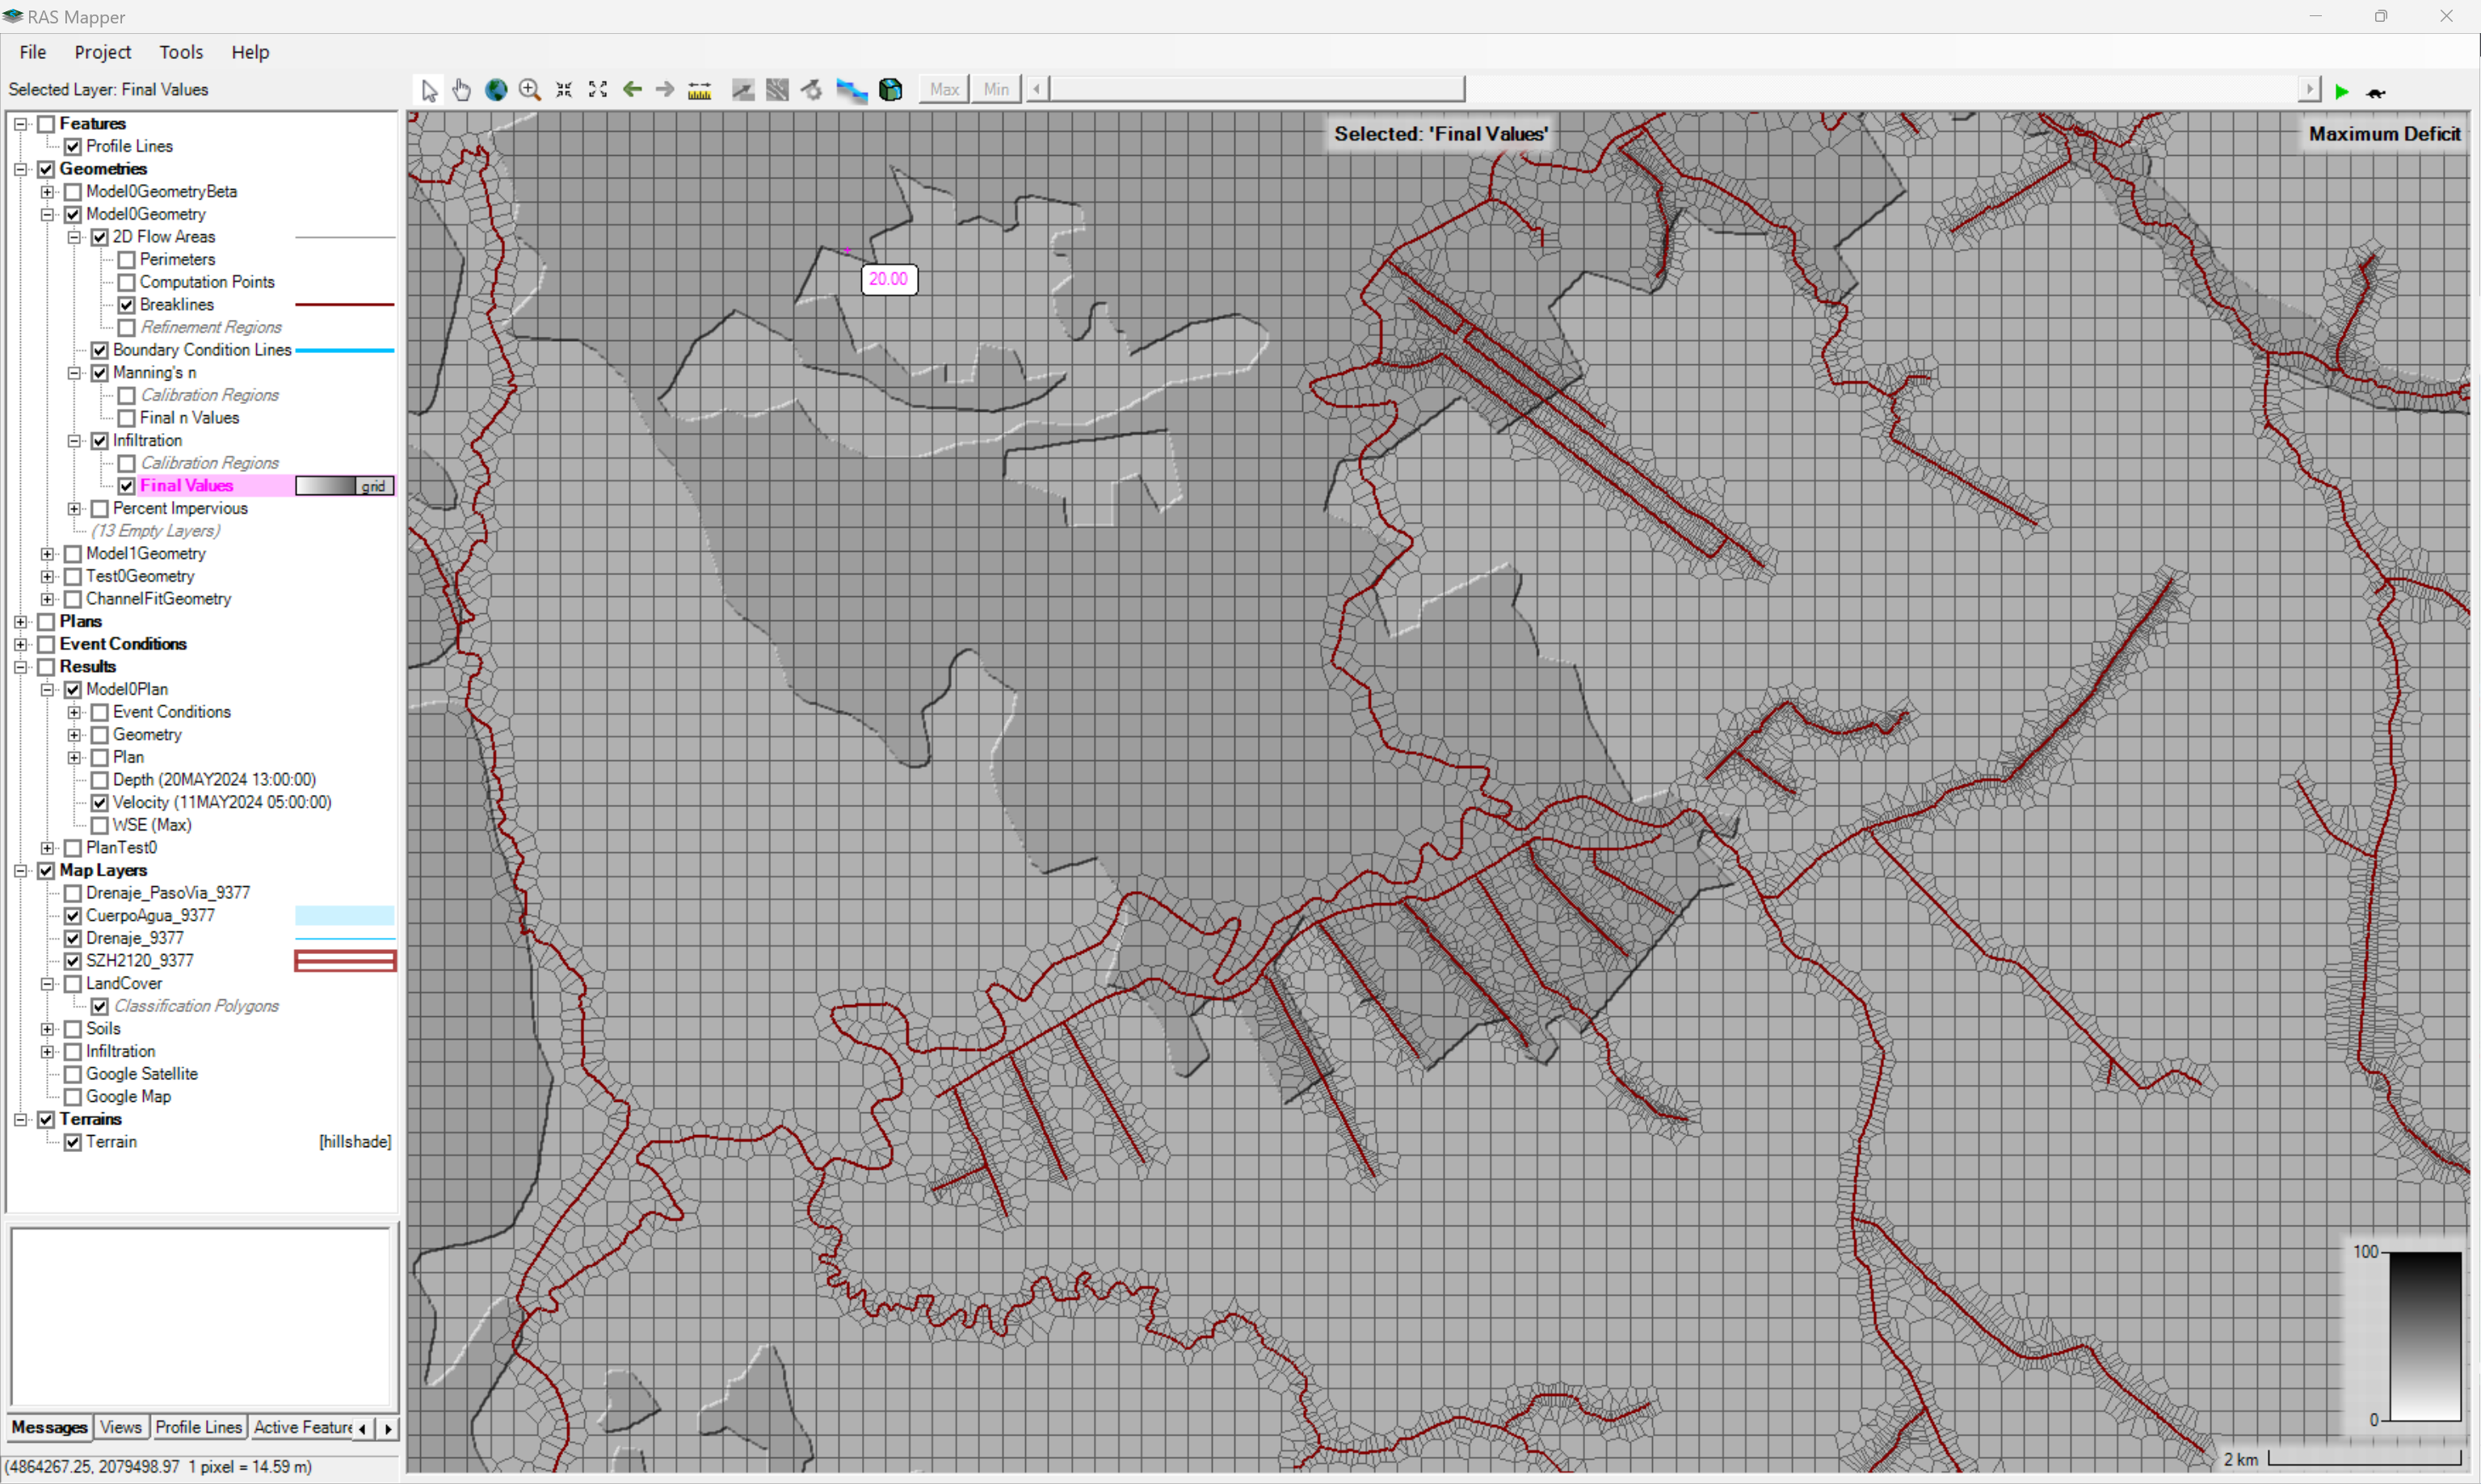 RAS Mapper
File Project Tools Help
Selected Layer: Final Values
Max Min
Features
Profile Lines
Geometries
Model0GeometryBeta
Model0Geometry
2D Flow Areas
Perimeters
Computation Points
Breaklines
Refinement Regions
Boundary Condition Lines
Manning's n
Calibration Regions
Final n Values
Infiltration
Calibration Regions
Final Values grid
Percent Impervious
(13 Empty Layers)
Model1Geometry
Test0Geometry
ChannelFitGeometry
Plans
Event Conditions
Results
Model0Plan
Event Conditions
Geometry
Plan
Depth (20MAY2024 13:00:00)
Velocity (11MAY2024 05:00:00)
WSE (Max)
PlanTest0
Map Layers
Drenaje_PasoVia_9377
CuerpoAgua_9377
Drenaje_9377
SZH2120_9377
LandCover
Classification Polygons
Soils
Infiltration
Google Satellite
Google Map
Terrains
Terrain [hillshade]
Messages Views Profile Lines Active Feature
(4864267.25, 2079498.97 1 pixel = 14.59 m)
Selected: 'Final Values'
Maximum Deficit
20.00
100
0
2 km